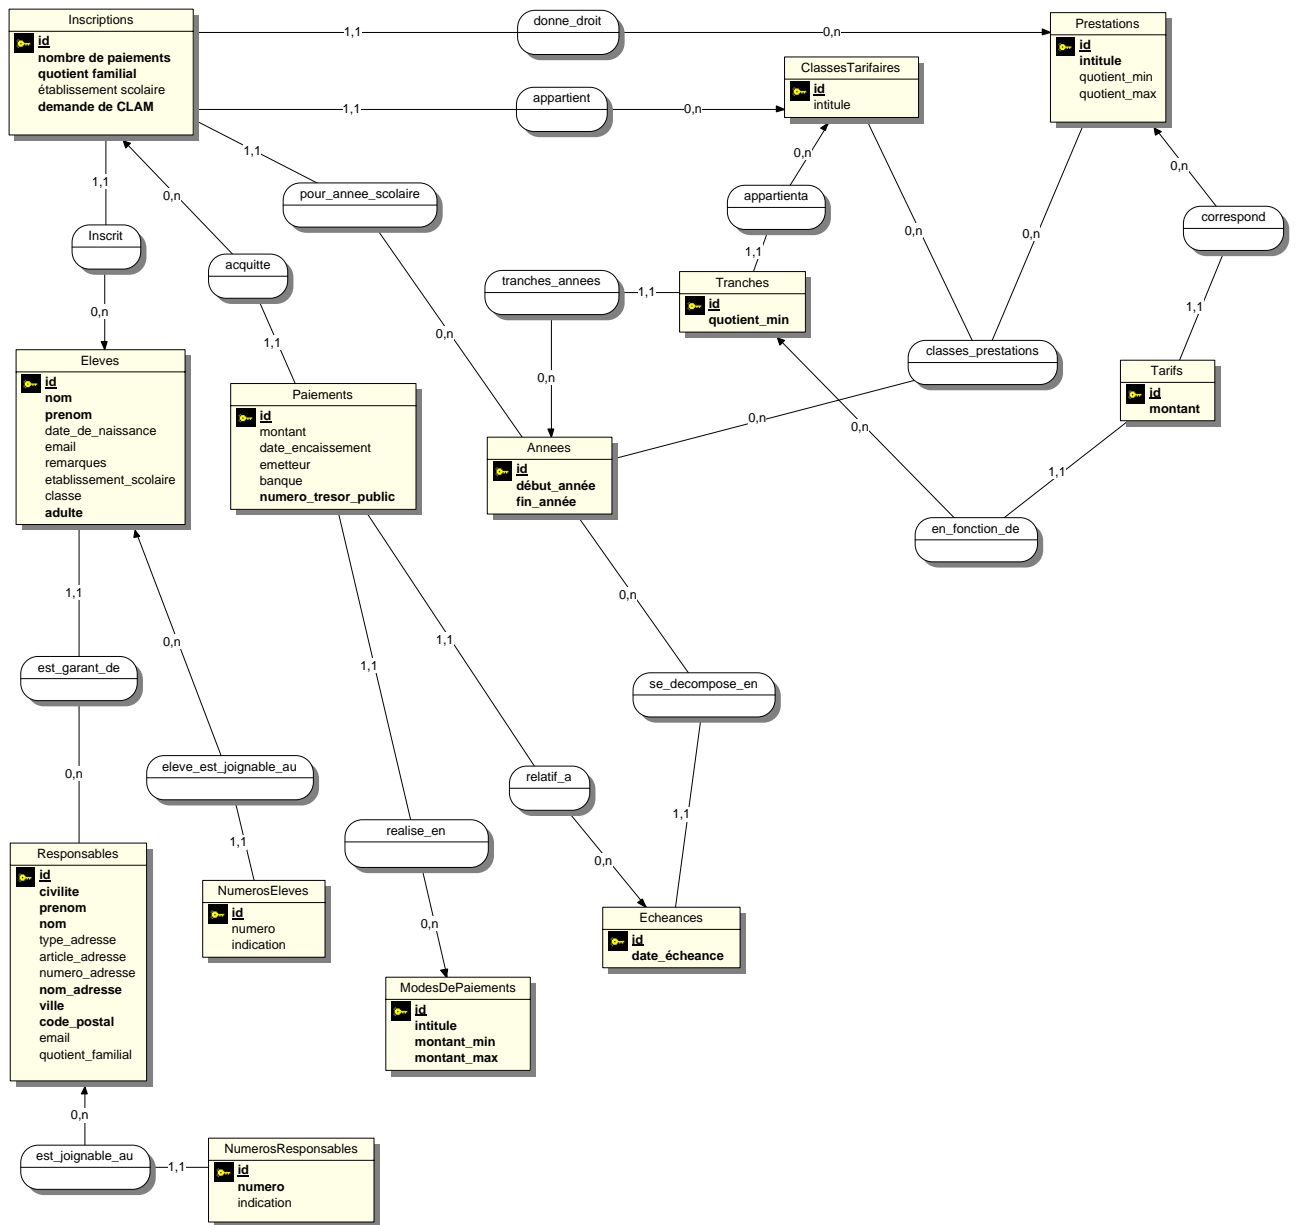 Inscriptions
id
nombre de paiements
quotient familial
établissement scolaire
demande de CLAM
1,1
donne_droit
0,n
Prestations
id
intitule
quotient_min
quotient_max
1,1
appartient
0,n
ClassesTarifaires
id
intitule
1,1
pour_annee_scolaire
0,n
1,1
Inscrit
0,n
0,n
acquitte
1,1
0,n
appartienta
1,1
0,n
0,n
0,n
correspond
1,1
tranches_annees
1,1
0,n
Tranches
id
quotient_min
classes_prestations
0,n
0,n
Tarifs
id
montant
1,1
en_fonction_de
Eleves
id
nom
prenom
date_de_naissance
email
remarques
etablissement_scolaire
classe
adulte
Paiements
id
montant
date_encaissement
emetteur
banque
numero_tresor_public
Annees
id
début_année
fin_année
1,1
est_garant_de
0,n
0,n
eleve_est_joignable_au
1,1
1,1
realise_en
0,n
1,1
relatif_a
0,n
0,n
se_decompose_en
1,1
Responsables
id
civilite
prenom
nom
type_adresse
article_adresse
numero_adresse
nom_adresse
ville
code_postal
email
quotient_familial
NumerosEleves
id
numero
indication
Echeances
id
date_écheance
ModesDePaiements
id
intitule
montant_min
montant_max
0,n
est_joignable_au
1,1
NumerosResponsables
id
numero
indication